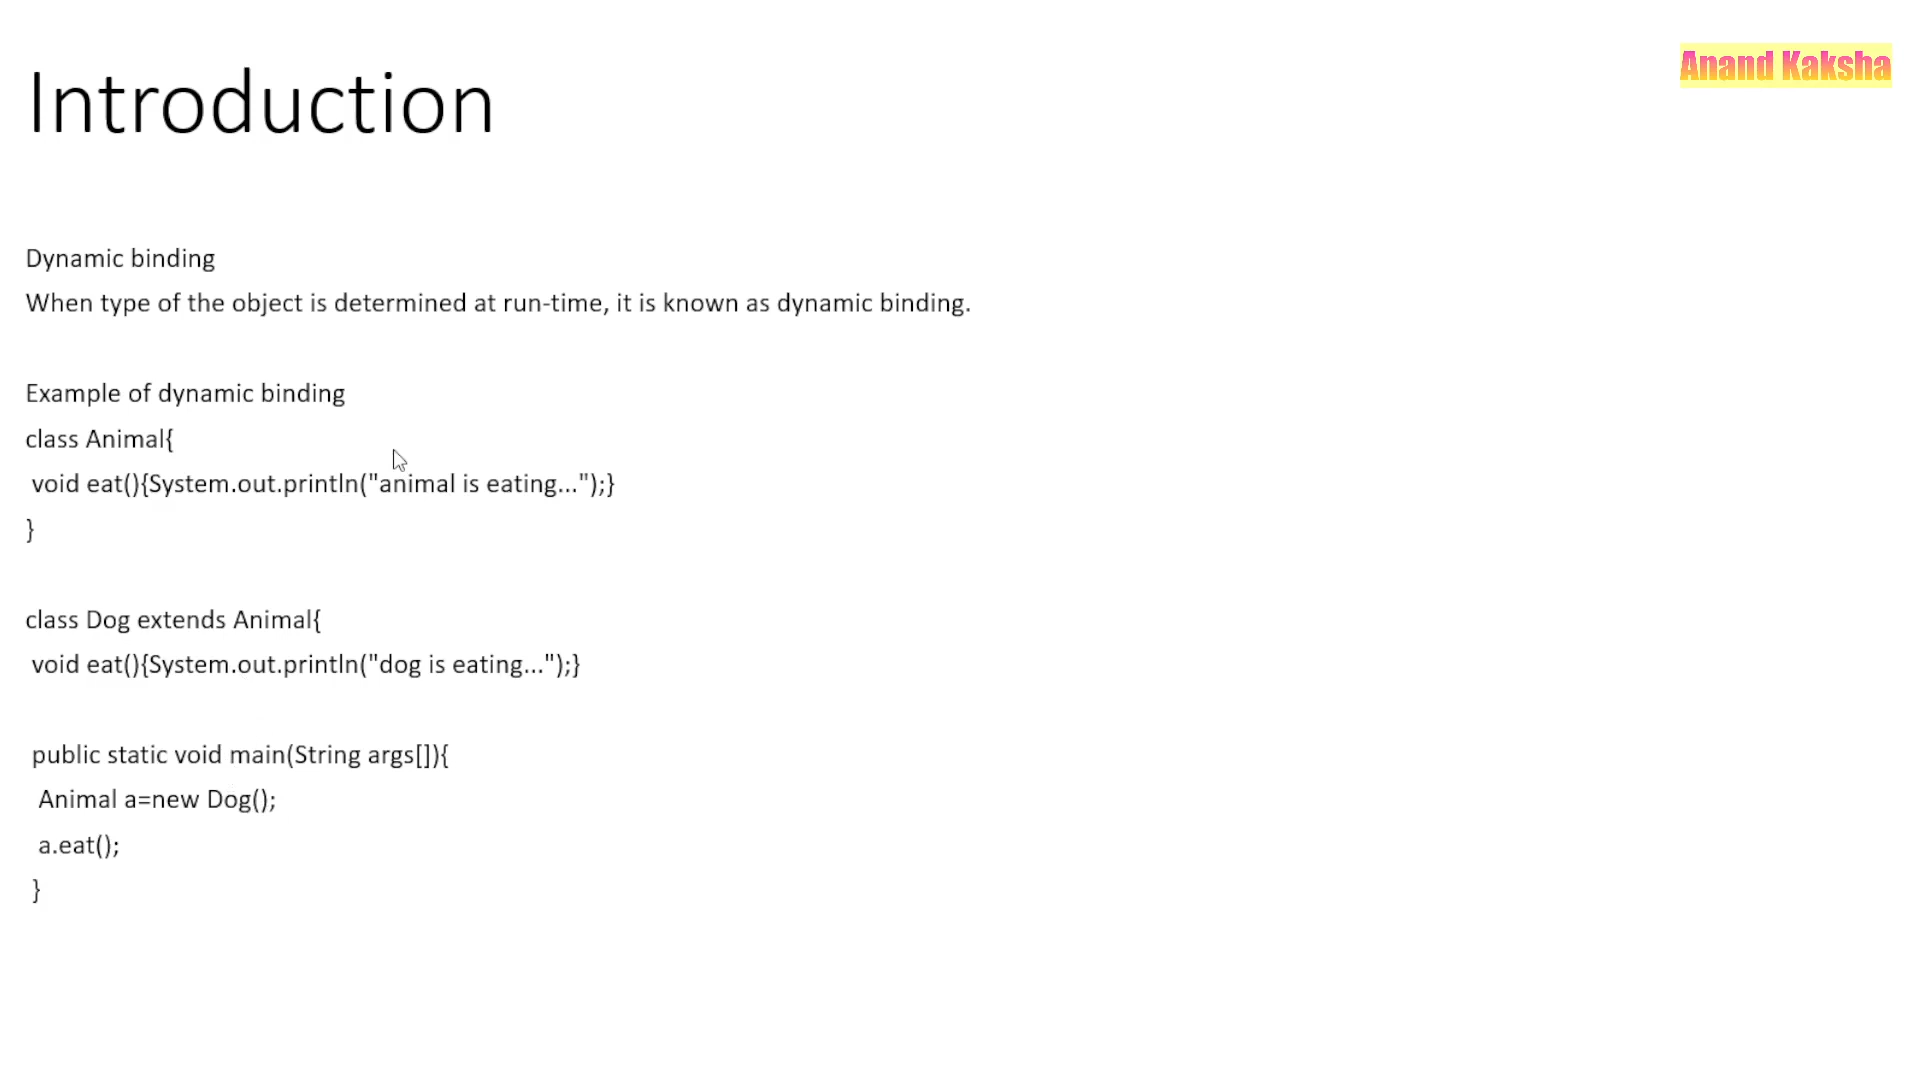 Introduction
Anand Kaksha
Dynamic binding
When type of the object is determined at run-time, it is known as dynamic binding.
Example of dynamic binding
class Animal{
void eat(){System.out.println("animal is eating...");}
}
class Dog extends Animal{
void eat(){System.out.println("dog is eating...");}
public static void main(String args[]){
Animal a=new Dog();
a.eat();
}